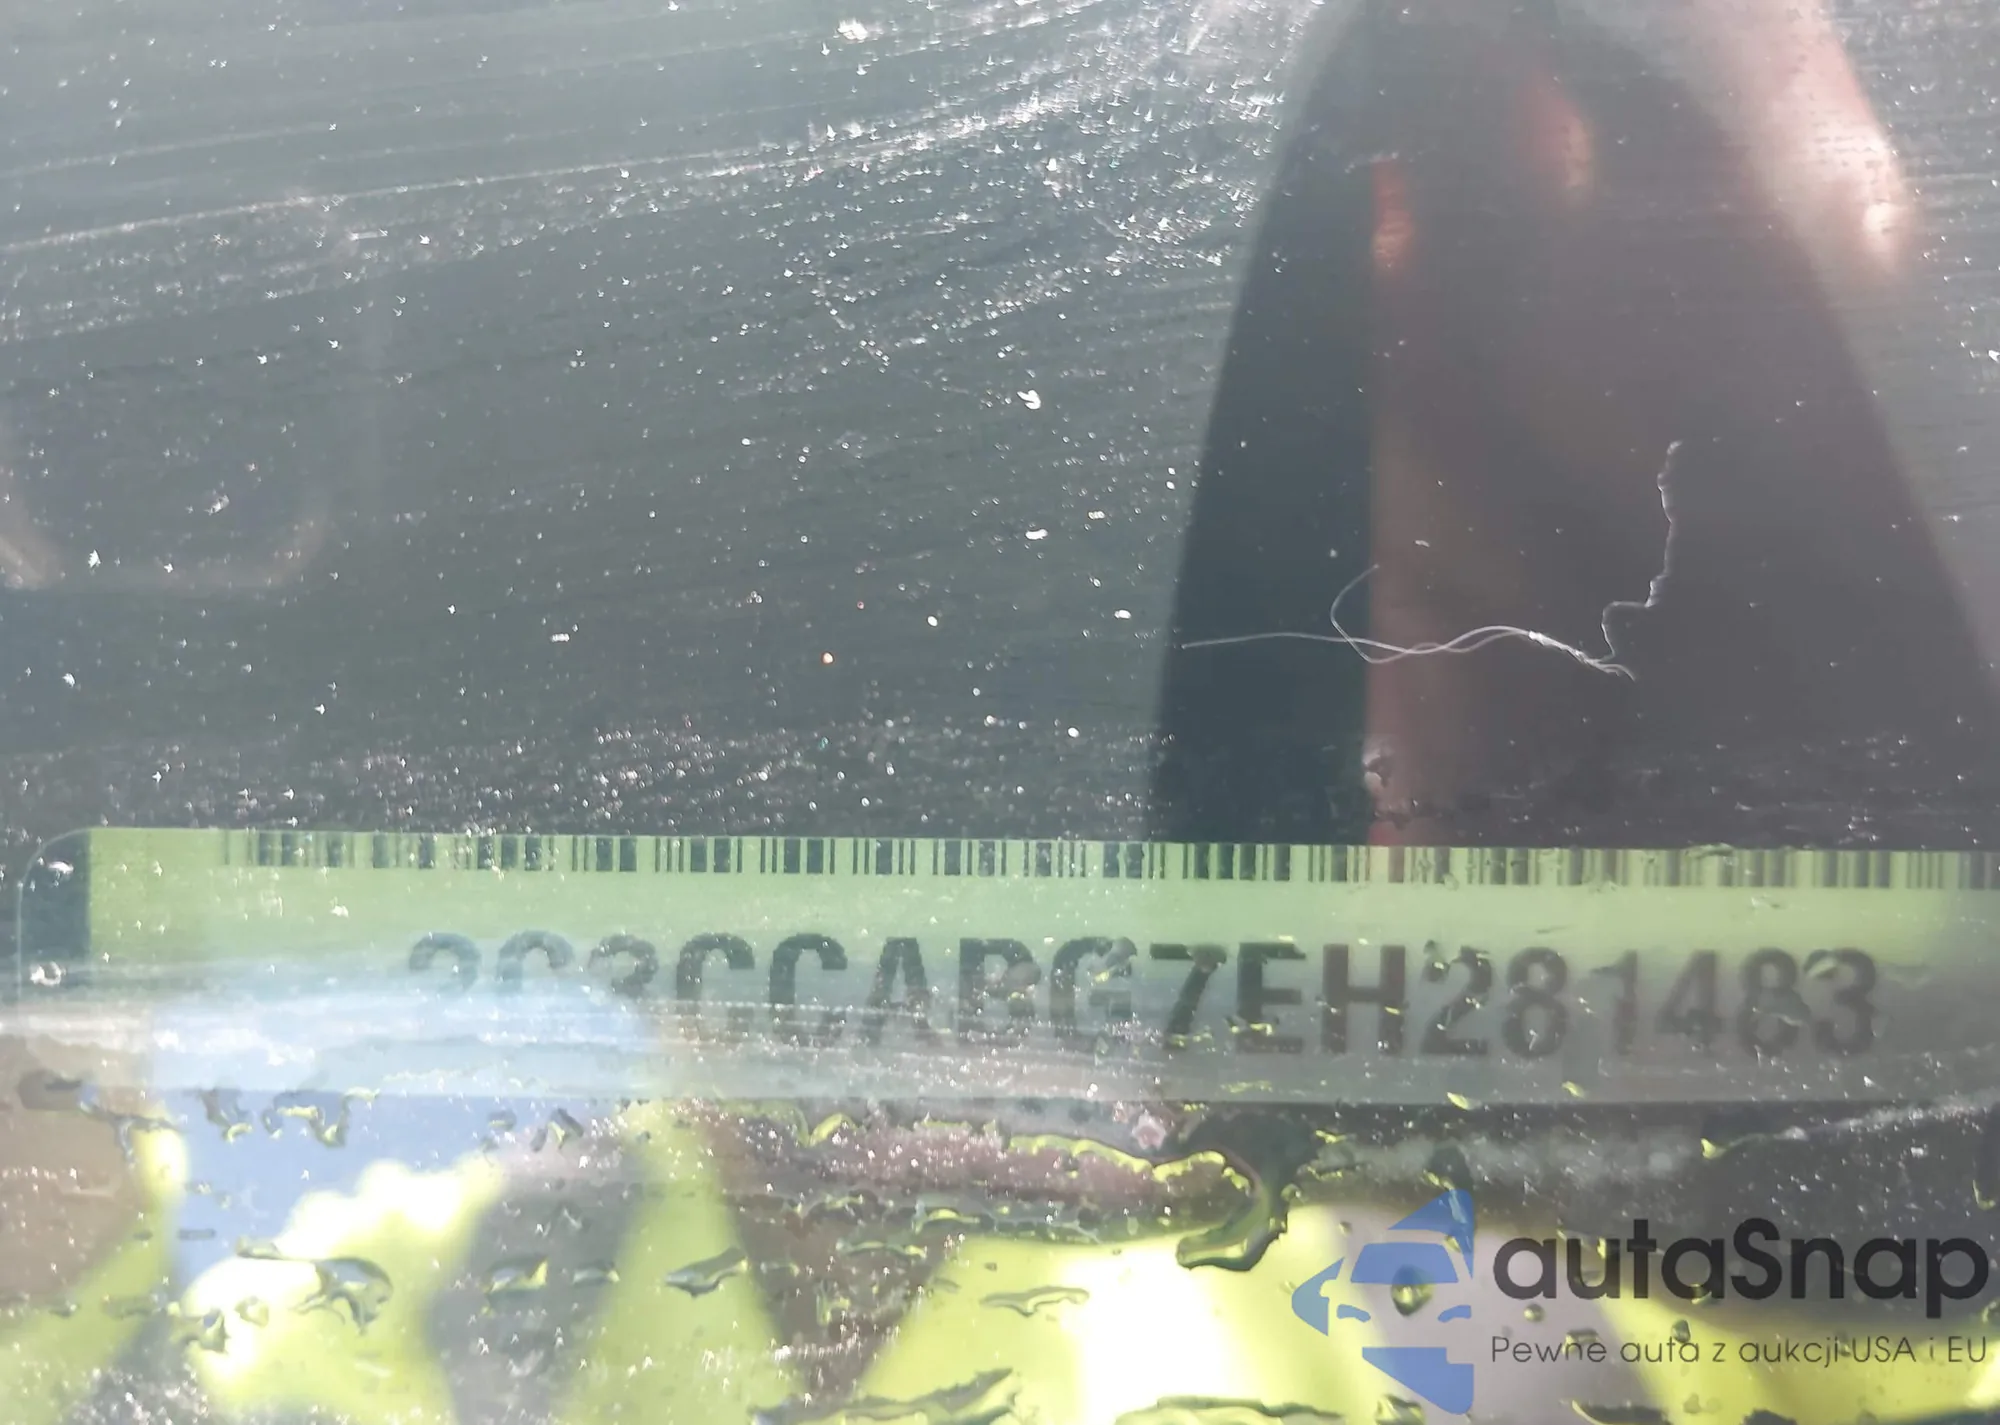 2C3CCABG7EH281483
autaSnap
Pewne auta z aukcji USA i EU